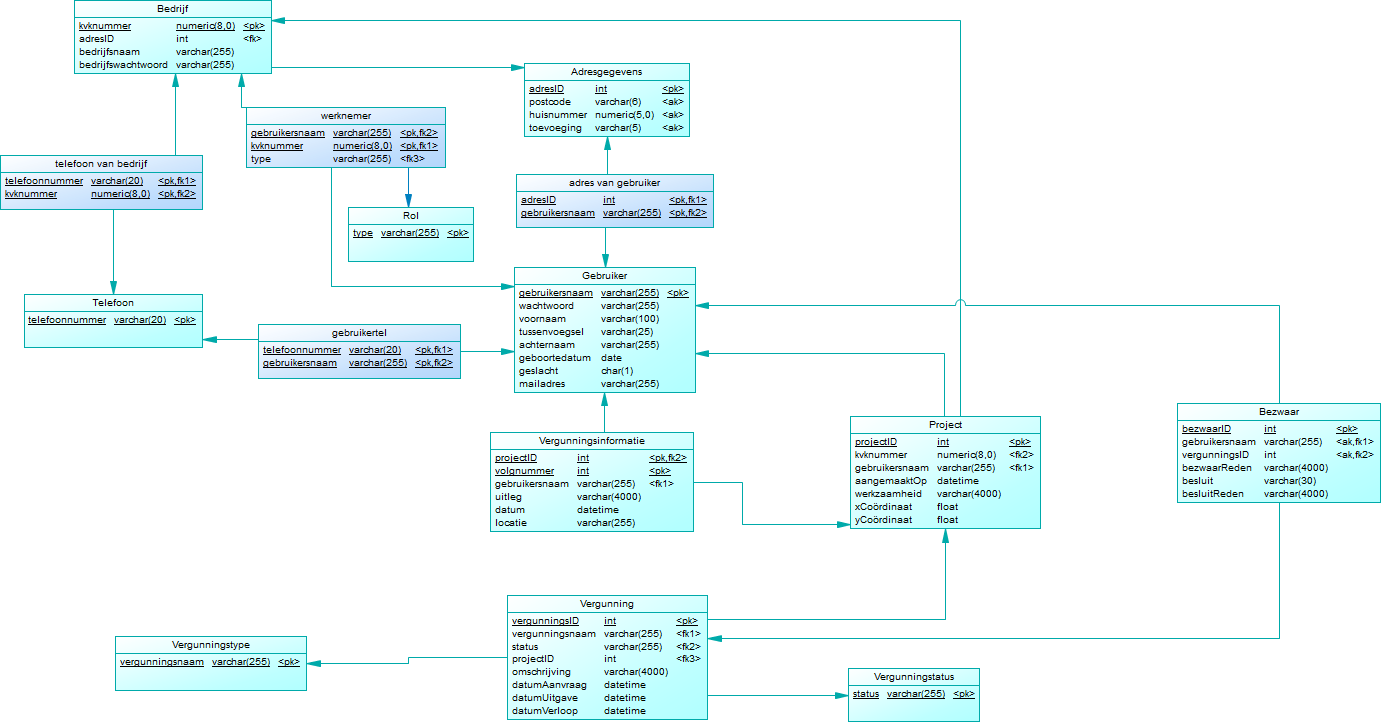 Bedrijf
kvknummer numeric(8,0) <pk>
adresID int <fk>
bedrijfsnaam varchar(255)
bedrijfswachtwoord varchar(255)
Adresgegevens
adresID int <pk>
postcode varchar(6) <ak>
huisnummer numeric(5,0) <ak>
toevoeging varchar(5) <ak>
werknemer
gebruikersnaam varchar(255) <pk,fk2>
kvknummer numeric(8,0) <pk,fk1>
type varchar(255) <fk3>
telefoon van bedrijf
telefoonnummer varchar(20) <pk,fk1>
kvknummer numeric(8,0) <pk,fk2>
adres van gebruiker
adresID int <pk,fk1>
gebruikersnaam varchar(255) <pk,fk2>
Rol
type varchar(255) <pk>
Gebruiker
gebruikersnaam varchar(255) <pk>
wachtwoord varchar(255)
voornaam varchar(100)
tussenvoegsel varchar(25)
achternaam varchar(255)
geboortedatum date
geslacht char(1)
mailadres varchar(255)
Telefoon
telefoonnummer varchar(20) <pk>
gebruikertel
telefoonnummer varchar(20) <pk,fk1>
gebruikersnaam varchar(255) <pk,fk2>
Bezwaar
bezwaarID int <pk>
gebruikersnaam varchar(255) <ak,fk1>
vergunningsID int <ak,fk2>
bezwaarReden varchar(4000)
besluit varchar(30)
besluitReden varchar(4000)
Project
projectID int <pk>
kvknummer numeric(8,0) <fk2>
gebruikersnaam varchar(255) <fk1>
aangemaaktOp datetime
werkzaamheid varchar(4000)
xCoördinaat float
yCoördinaat float
Vergunningsinformatie
projectID int <pk,fk2>
volgnummer int <pk>
gebruikersnaam varchar(255) <fk1>
uitleg varchar(4000)
datum datetime
locatie varchar(255)
Vergunning
vergunningsID int <pk>
vergunningsnaam varchar(255) <fk1>
status varchar(255) <fk2>
projectID int <fk3>
omschrijving varchar(4000)
datumAanvraag datetime
datumUitgave datetime
datumVerloop datetime
Vergunningstype
vergunningsnaam varchar(255) <pk>
Vergunningstatus
status varchar(255) <pk>